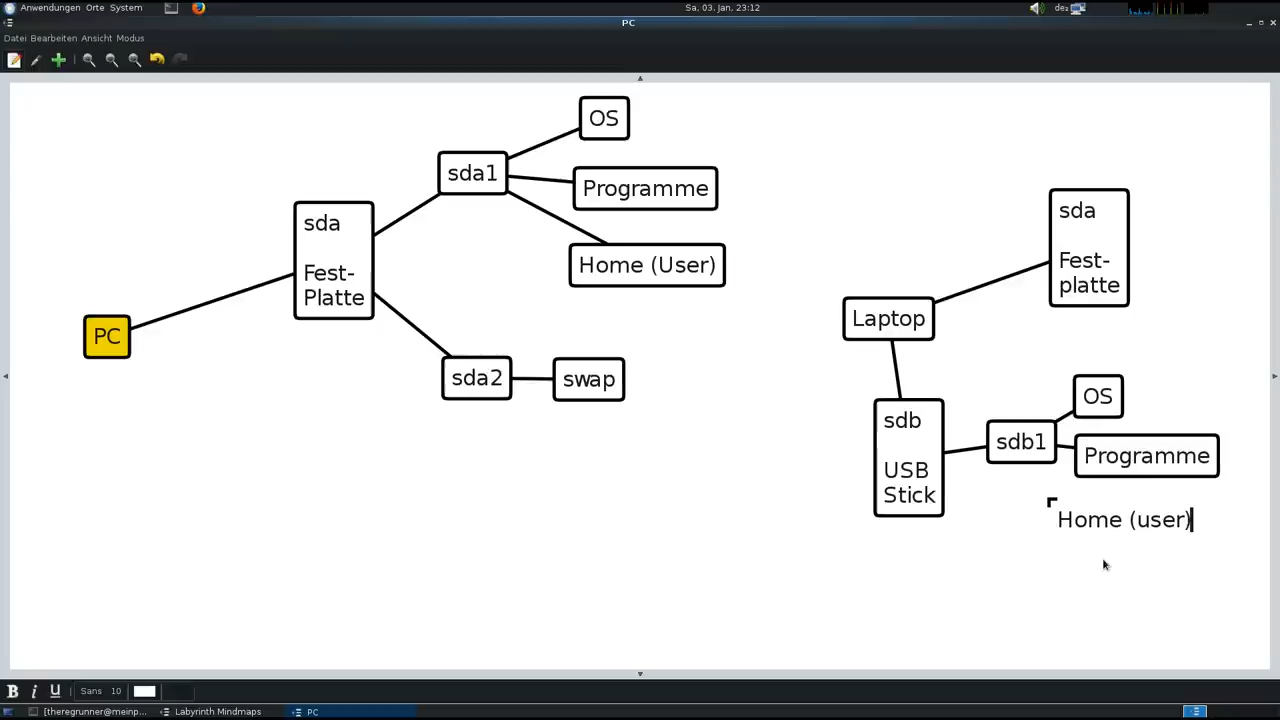 Anwendungen Orte System
Sa, 03. Jan, 23:12
de2
PC
Datei Bearbeiten Ansicht Modus
OS
sda1
Programme
sda
Fest-
Platte
Home (User)
PC
sda2
swap
sda
Fest-
platte
Laptop
sdb
USB
Stick
sdb1
OS
Programme
Home (user)
B i U Sans 10
[theregrunner@meinp...
Labyrinth Mindmaps
PC